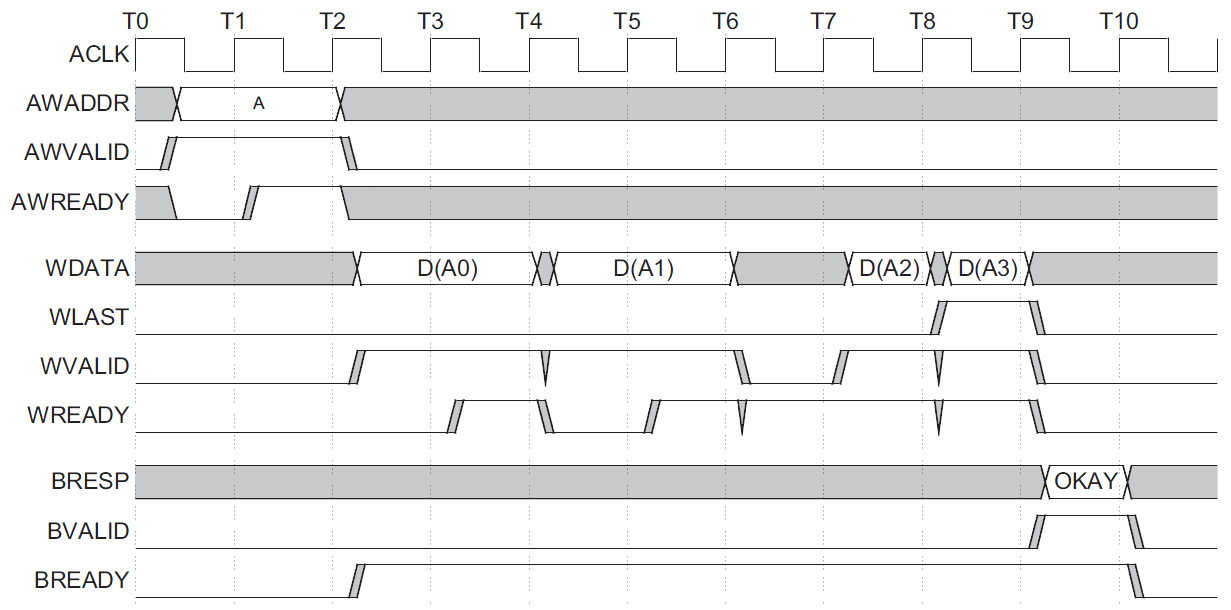 T0 T1 T2 T3 T4 T5 T6 T7 T8 T9 T10
ACLK
AWADDR A
AWVALID
AWREADY
WDATA D(A0) D(A1) D(A2) D(A3)
WLAST
WVALID
WREADY
BRESP OKAY
BVALID
BREADY